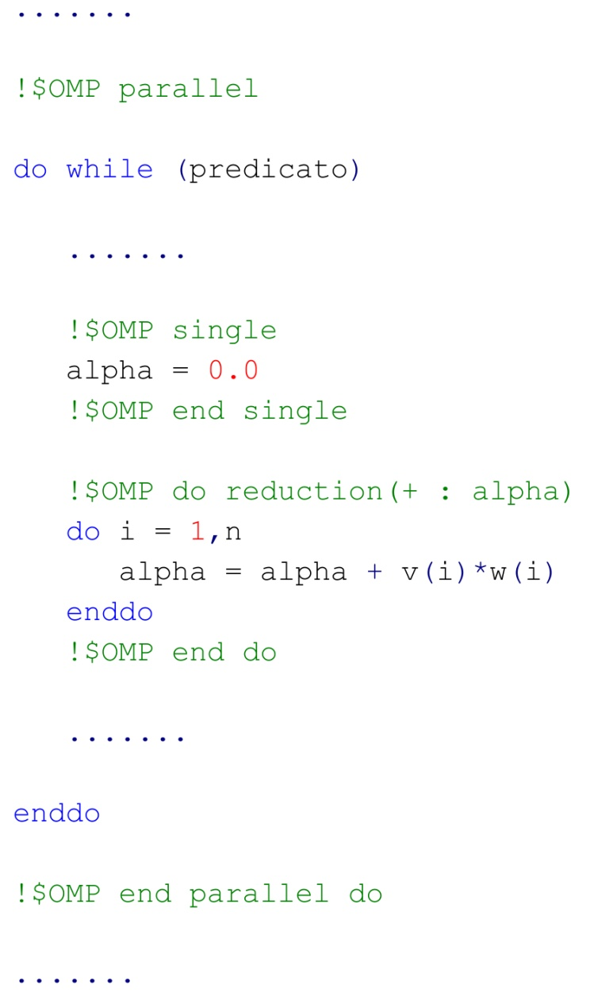 .......
!$OMP parallel
do while (predicato)
.......
!$OMP single
alpha = 0.0
!$OMP end single
!$OMP do reduction(+ : alpha)
do i = 1,n
alpha = alpha + v(i)*w(i)
enddo
!$OMP end do
.......
enddo
!$OMP end parallel do
.......